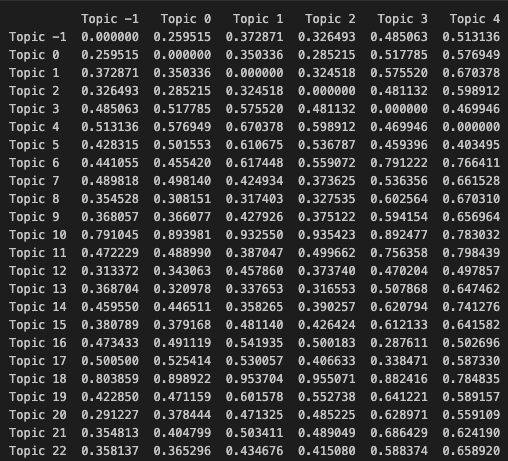 Topic -1 Topic 0 Topic 1 Topic 2 Topic 3 Topic 4
Topic -1 0.000000 0.259515 0.372871 0.326493 0.485063 0.513136
Topic 0 0.259515 0.000000 0.350336 0.285215 0.517785 0.576949
Topic 1 0.372871 0.350336 0.000000 0.324518 0.575520 0.670378
Topic 2 0.326493 0.285215 0.324518 0.000000 0.481132 0.598912
Topic 3 0.485063 0.517785 0.575520 0.481132 0.000000 0.469946
Topic 4 0.513136 0.576949 0.670378 0.598912 0.469946 0.000000
Topic 5 0.428315 0.501553 0.610675 0.536787 0.459396 0.403495
Topic 6 0.441055 0.455420 0.617448 0.559072 0.791222 0.766411
Topic 7 0.489818 0.498140 0.424934 0.373625 0.536356 0.661528
Topic 8 0.354528 0.308151 0.317403 0.327535 0.602564 0.670310
Topic 9 0.368057 0.366077 0.427926 0.375122 0.594154 0.656964
Topic 10 0.791045 0.893981 0.932550 0.935423 0.892477 0.783032
Topic 11 0.472229 0.488990 0.387047 0.499662 0.756358 0.798439
Topic 12 0.313372 0.343063 0.457860 0.373740 0.470204 0.497857
Topic 13 0.368704 0.320978 0.337653 0.316553 0.507868 0.647462
Topic 14 0.459550 0.446511 0.358265 0.390257 0.620794 0.741276
Topic 15 0.380789 0.379168 0.481140 0.426424 0.612133 0.641582
Topic 16 0.473433 0.491119 0.541935 0.500183 0.287611 0.502696
Topic 17 0.500500 0.525414 0.530057 0.406633 0.338471 0.587330
Topic 18 0.803859 0.898922 0.953704 0.955071 0.882416 0.784835
Topic 19 0.422850 0.471159 0.601578 0.552738 0.641221 0.589157
Topic 20 0.291227 0.378444 0.471325 0.485225 0.628971 0.559109
Topic 21 0.354813 0.404799 0.503411 0.489049 0.686429 0.624190
Topic 22 0.358137 0.365296 0.434676 0.415080 0.588374 0.658920